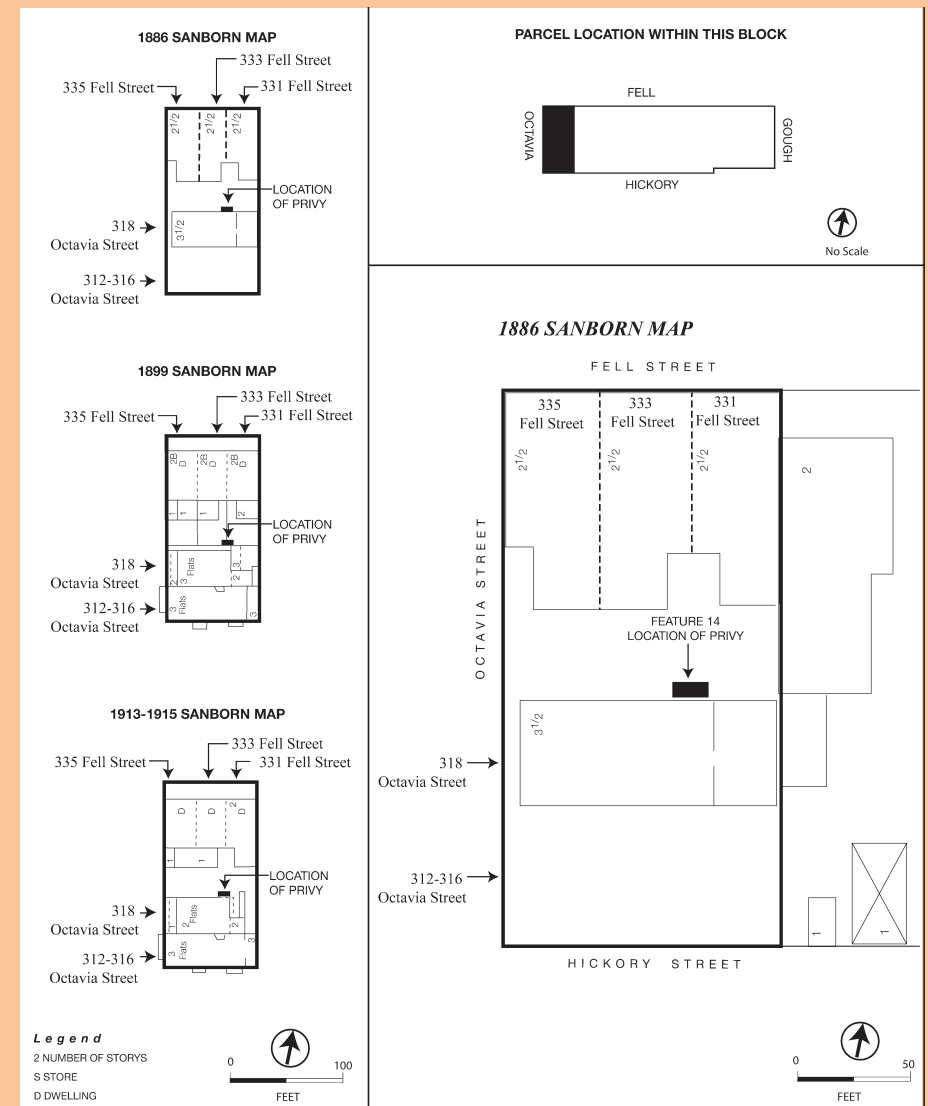 1886 SANBORN MAP
333 Fell Street
335 Fell Street
331 Fell Street
2 1/2
2 1/2
2 1/2
LOCATION
OF PRIVY
3 1/2
318
Octavia Street
312-316
Octavia Street
1899 SANBORN MAP
333 Fell Street
335 Fell Street
331 Fell Street
2B
D
2B
D
2B
D
1
1
1
2
LOCATION
OF PRIVY
318
Octavia Street
2
3
Flats
3
2
312-316
Octavia Street
3
Flats
3
1913-1915 SANBORN MAP
333 Fell Street
335 Fell Street
331 Fell Street
D
D
2
D
1
1
LOCATION
OF PRIVY
318
Octavia Street
1
2
Flats
2
312-316
Octavia Street
3
Flats
3
Legend
2 NUMBER OF STORYS
S STORE
D DWELLING
0
100
FEET
PARCEL LOCATION WITHIN THIS BLOCK
FELL
OCTAVIA
GOUGH
HICKORY
No Scale
1886 SANBORN MAP
FELL STREET
335
Fell Street
333
Fell Street
331
Fell Street
2 1/2
2 1/2
2 1/2
2
OCTAVIA STREET
FEATURE 14
LOCATION OF PRIVY
3 1/2
318
Octavia Street
312-316
Octavia Street
1
1
HICKORY STREET
0
50
FEET